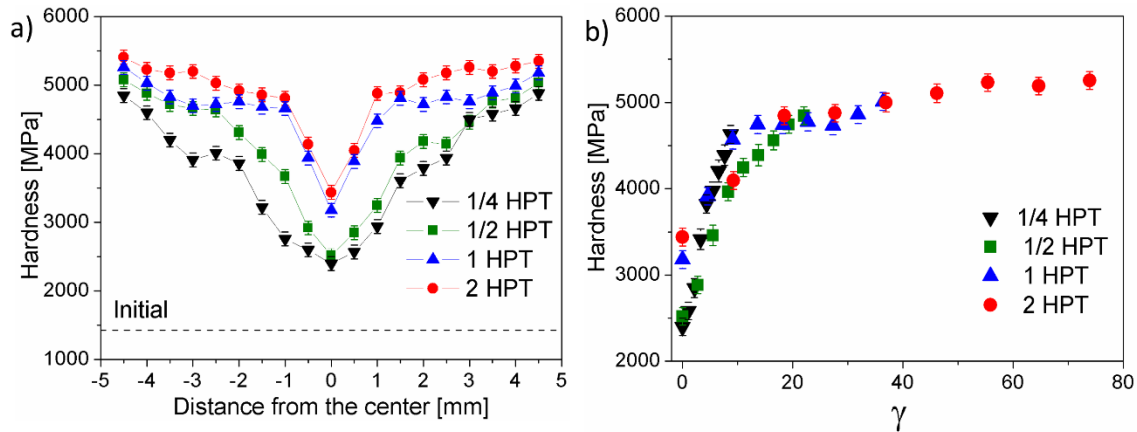 a)
Hardness [MPa]
6000
5000
4000
3000
2000
1000
Initial
1/4 HPT
1/2 HPT
1 HPT
2 HPT
-5 -4 -3 -2 -1 0 1 2 3 4 5
Distance from the center [mm]
b)
Hardness [MPa]
6000
5000
4000
3000
2000
1/4 HPT
1/2 HPT
1 HPT
2 HPT
0 20 40 60 80
γ